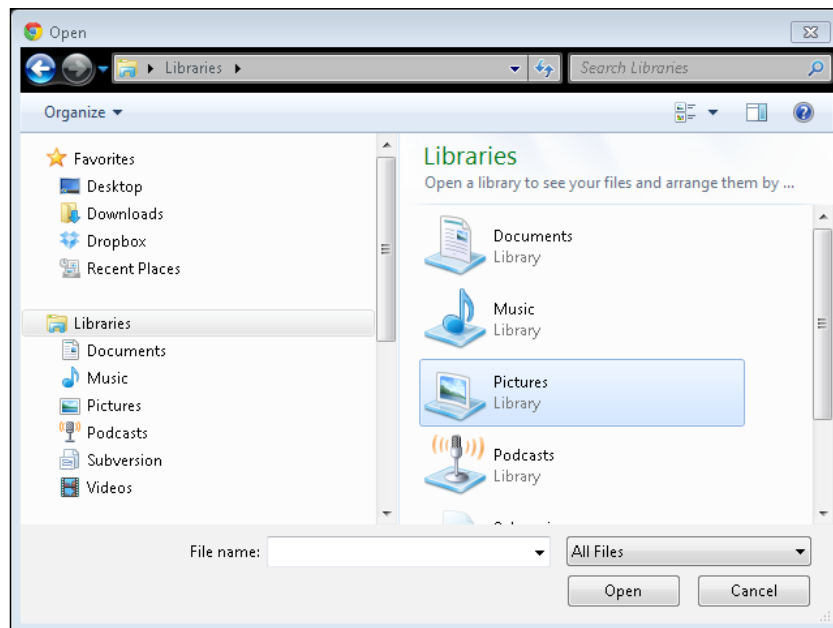 Open
Libraries
Search Libraries
Organize
Favorites
Desktop
Downloads
Dropbox
Recent Places
Libraries
Documents
Music
Pictures
Podcasts
Subversion
Videos
Libraries
Open a library to see your files and arrange them by ...
Documents
Library
Music
Library
Pictures
Library
Podcasts
Library
File name:
All Files
Open
Cancel